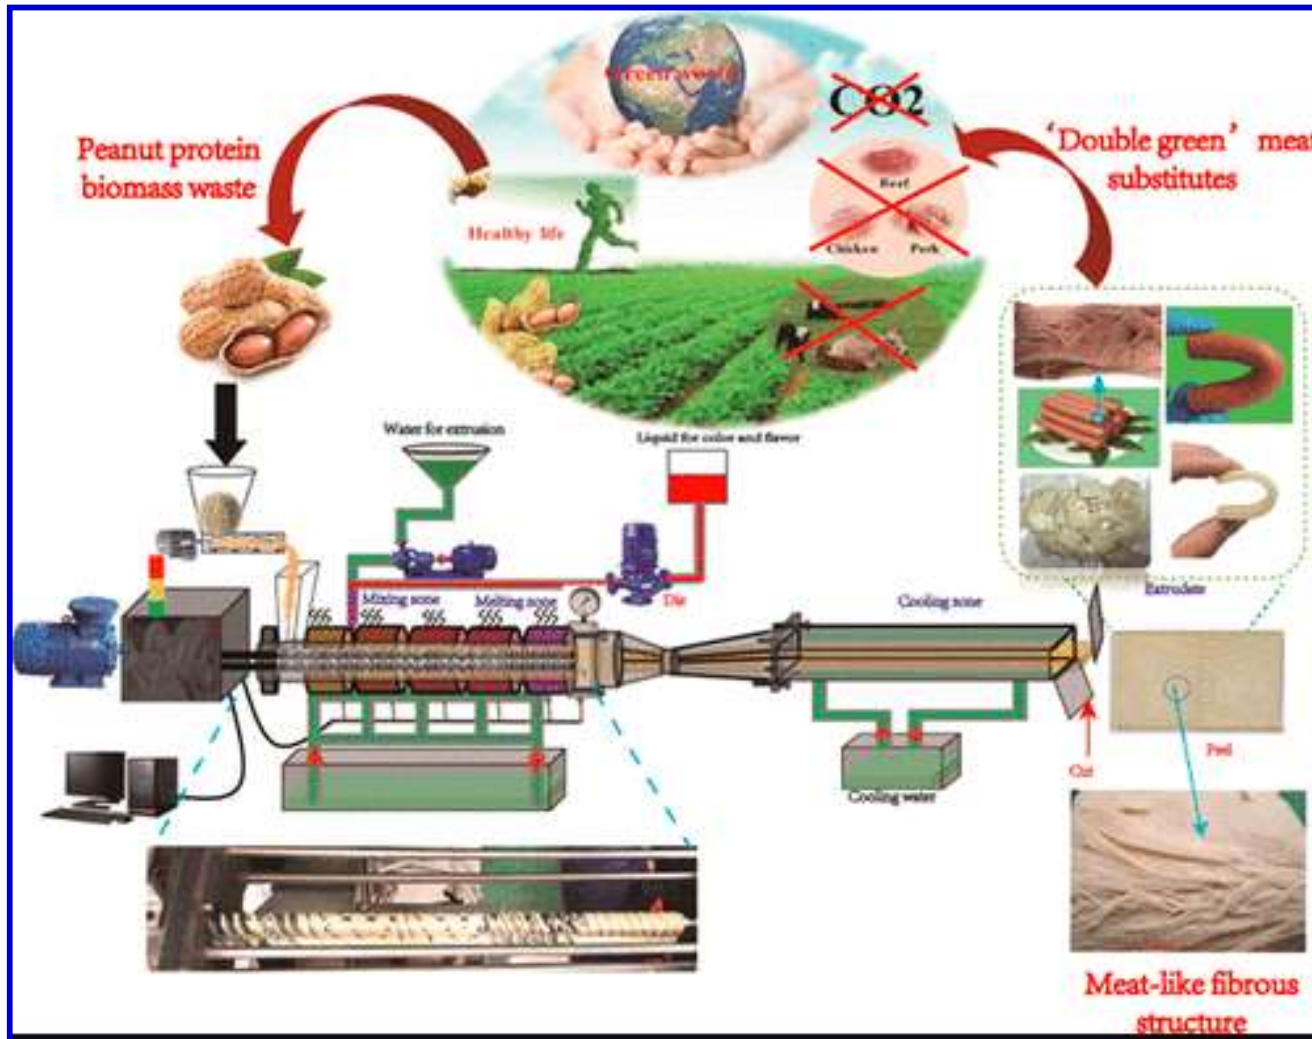 Green world
CO2
Peanut protein
biomass waste
'Double green' meat
substitutes
Beef
Chicken
Pork
Healthy life
Water for extrusion
Liquid for color and flavor
Mixing zone
Melting zone
Die
Cooling zone
Extrudate
Cooling water
Cut
Peel
Meat-like fibrous
structure